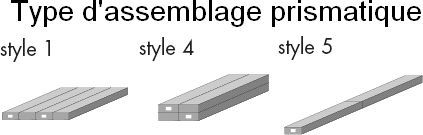 Type d'assemblage prismatique
style 1
style 4
style 5